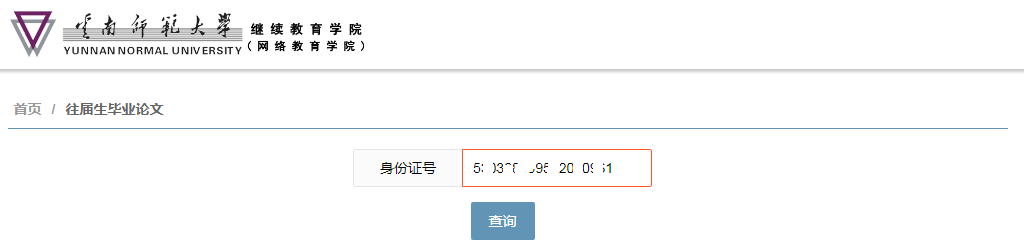 云南师范大学 继续教育学院
YUNNAN NORMAL UNIVERSITY (网络教育学院)
首页 / 往届生毕业论文
身份证号
查询